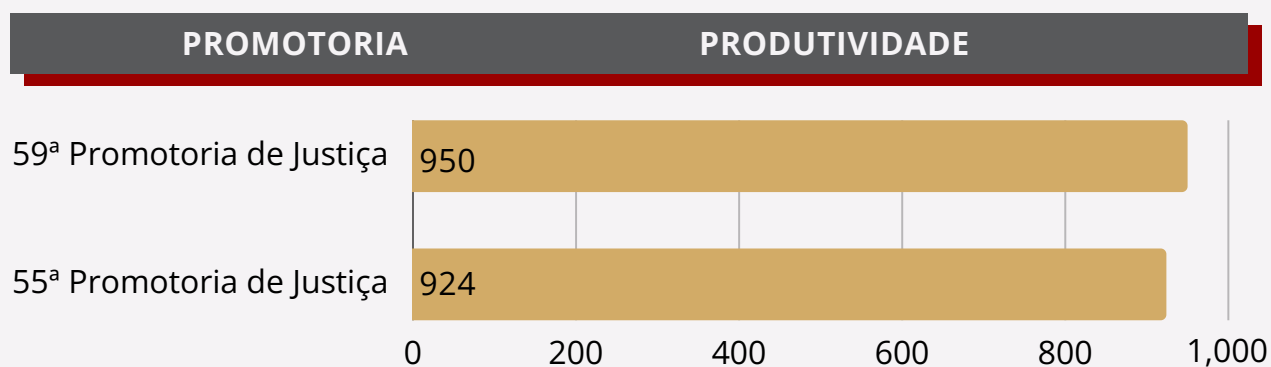 PROMOTORIA PRODUTIVIDADE
59ª Promotoria de Justiça 950
55ª Promotoria de Justiça 924
0 200 400 600 800 1,000